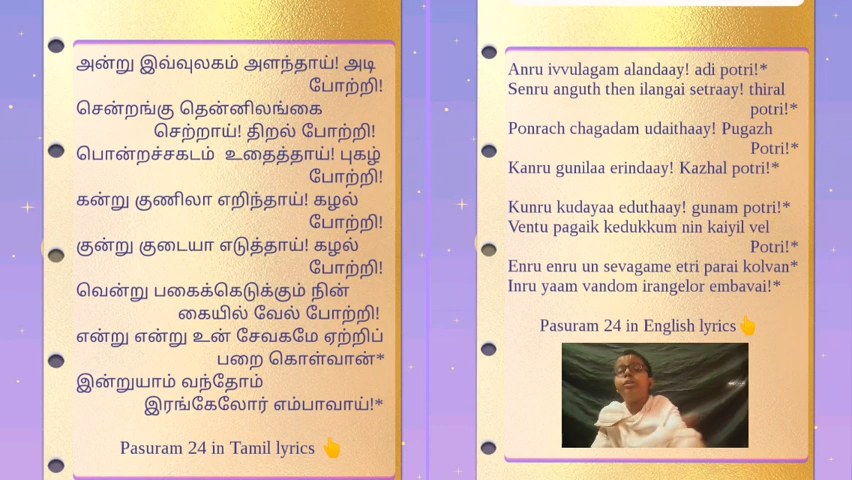 அன்று இவ்வுலகம் அளந்தாய்! அடி
போற்றி!
சென்றங்கு தென்னிலங்கை
செற்றாய்! திறல் போற்றி!
பொன்றச்சகடம் உதைத்தாய்! புகழ்
போற்றி!
கன்று குணிலா எறிந்தாய்! கழல்
போற்றி!
குன்று குடையா எடுத்தாய்! கழல்
போற்றி!
வென்று பகைக்கெடுக்கும் நின்
கையில் வேல் போற்றி!
என்று என்று உன் சேவகமே ஏற்றிப்
பறை கொள்வான்*
இன்றுயாம் வந்தோம்
இரங்கேலோர் எம்பாவாய்!*
Pasuram 24 in Tamil lyrics 👆
Anru ivvulagam alandaay! adi potri!*
Senru anguth then ilangai setraay! thiral
potri!*
Ponrach chagadam udaithaay! Pugazh
Potri!*
Kanru gunilaa erindaay! Kazhal potri!*
Kunru kudayaa eduthaay! gunam potri!*
Ventu pagaik kedukkum nin kaiyil vel
Potri!*
Enru enru un sevagame etri parai kolvan*
Inru yaam vandom irangelor embavai!*
Pasuram 24 in English lyrics👆